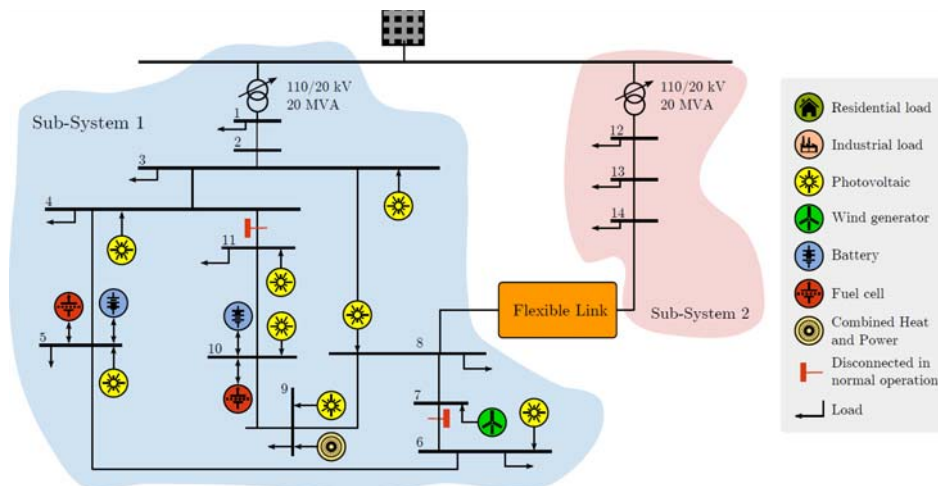 110/20 kV
20 MVA
110/20 kV
20 MVA
Sub-System 1
1
2
3
4
11
5
10
9
8
7
6
12
13
14
Flexible Link
Sub-System 2
Residential load
Industrial load
Photovoltaic
Wind generator
Battery
Fuel cell
Combined Heat
and Power
Disconnected in
normal operation
Load